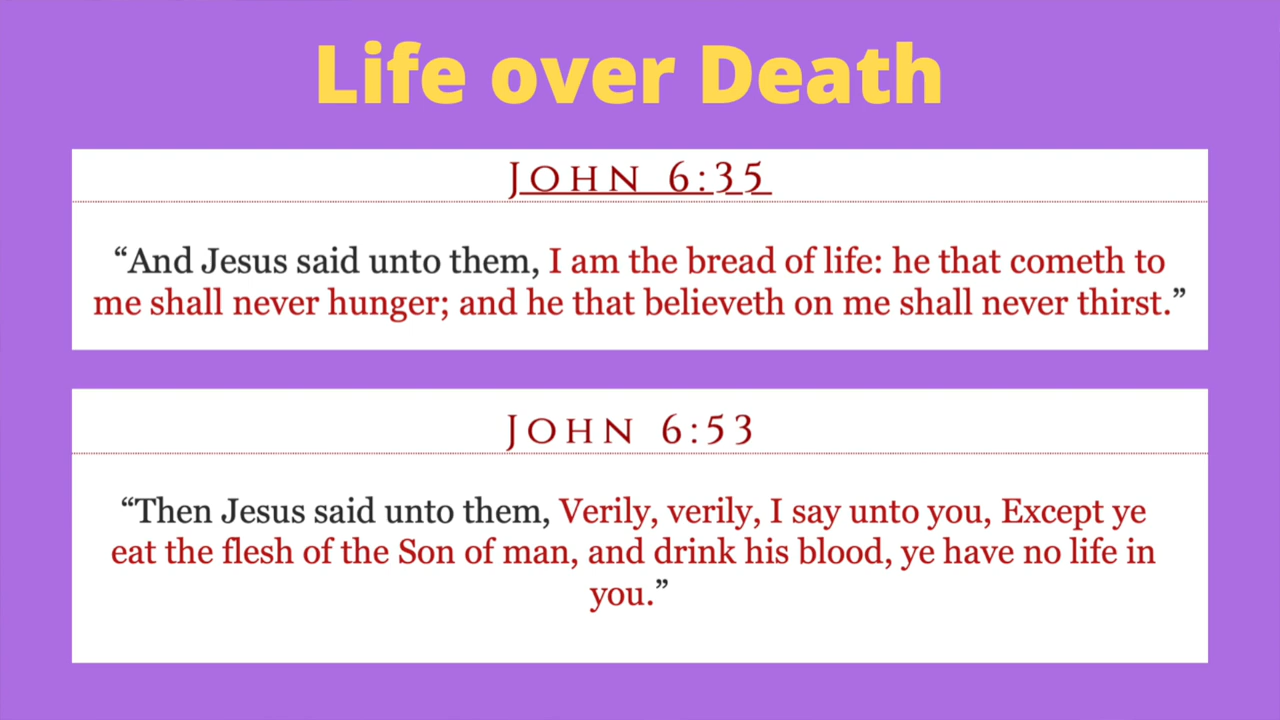 Life over Death
John 6:35
“And Jesus said unto them, I am the bread of life: he that cometh to
me shall never hunger; and he that believeth on me shall never thirst.”
John 6:53
“Then Jesus said unto them, Verily, verily, I say unto you, Except ye
eat the flesh of the Son of man, and drink his blood, ye have no life in
you.”